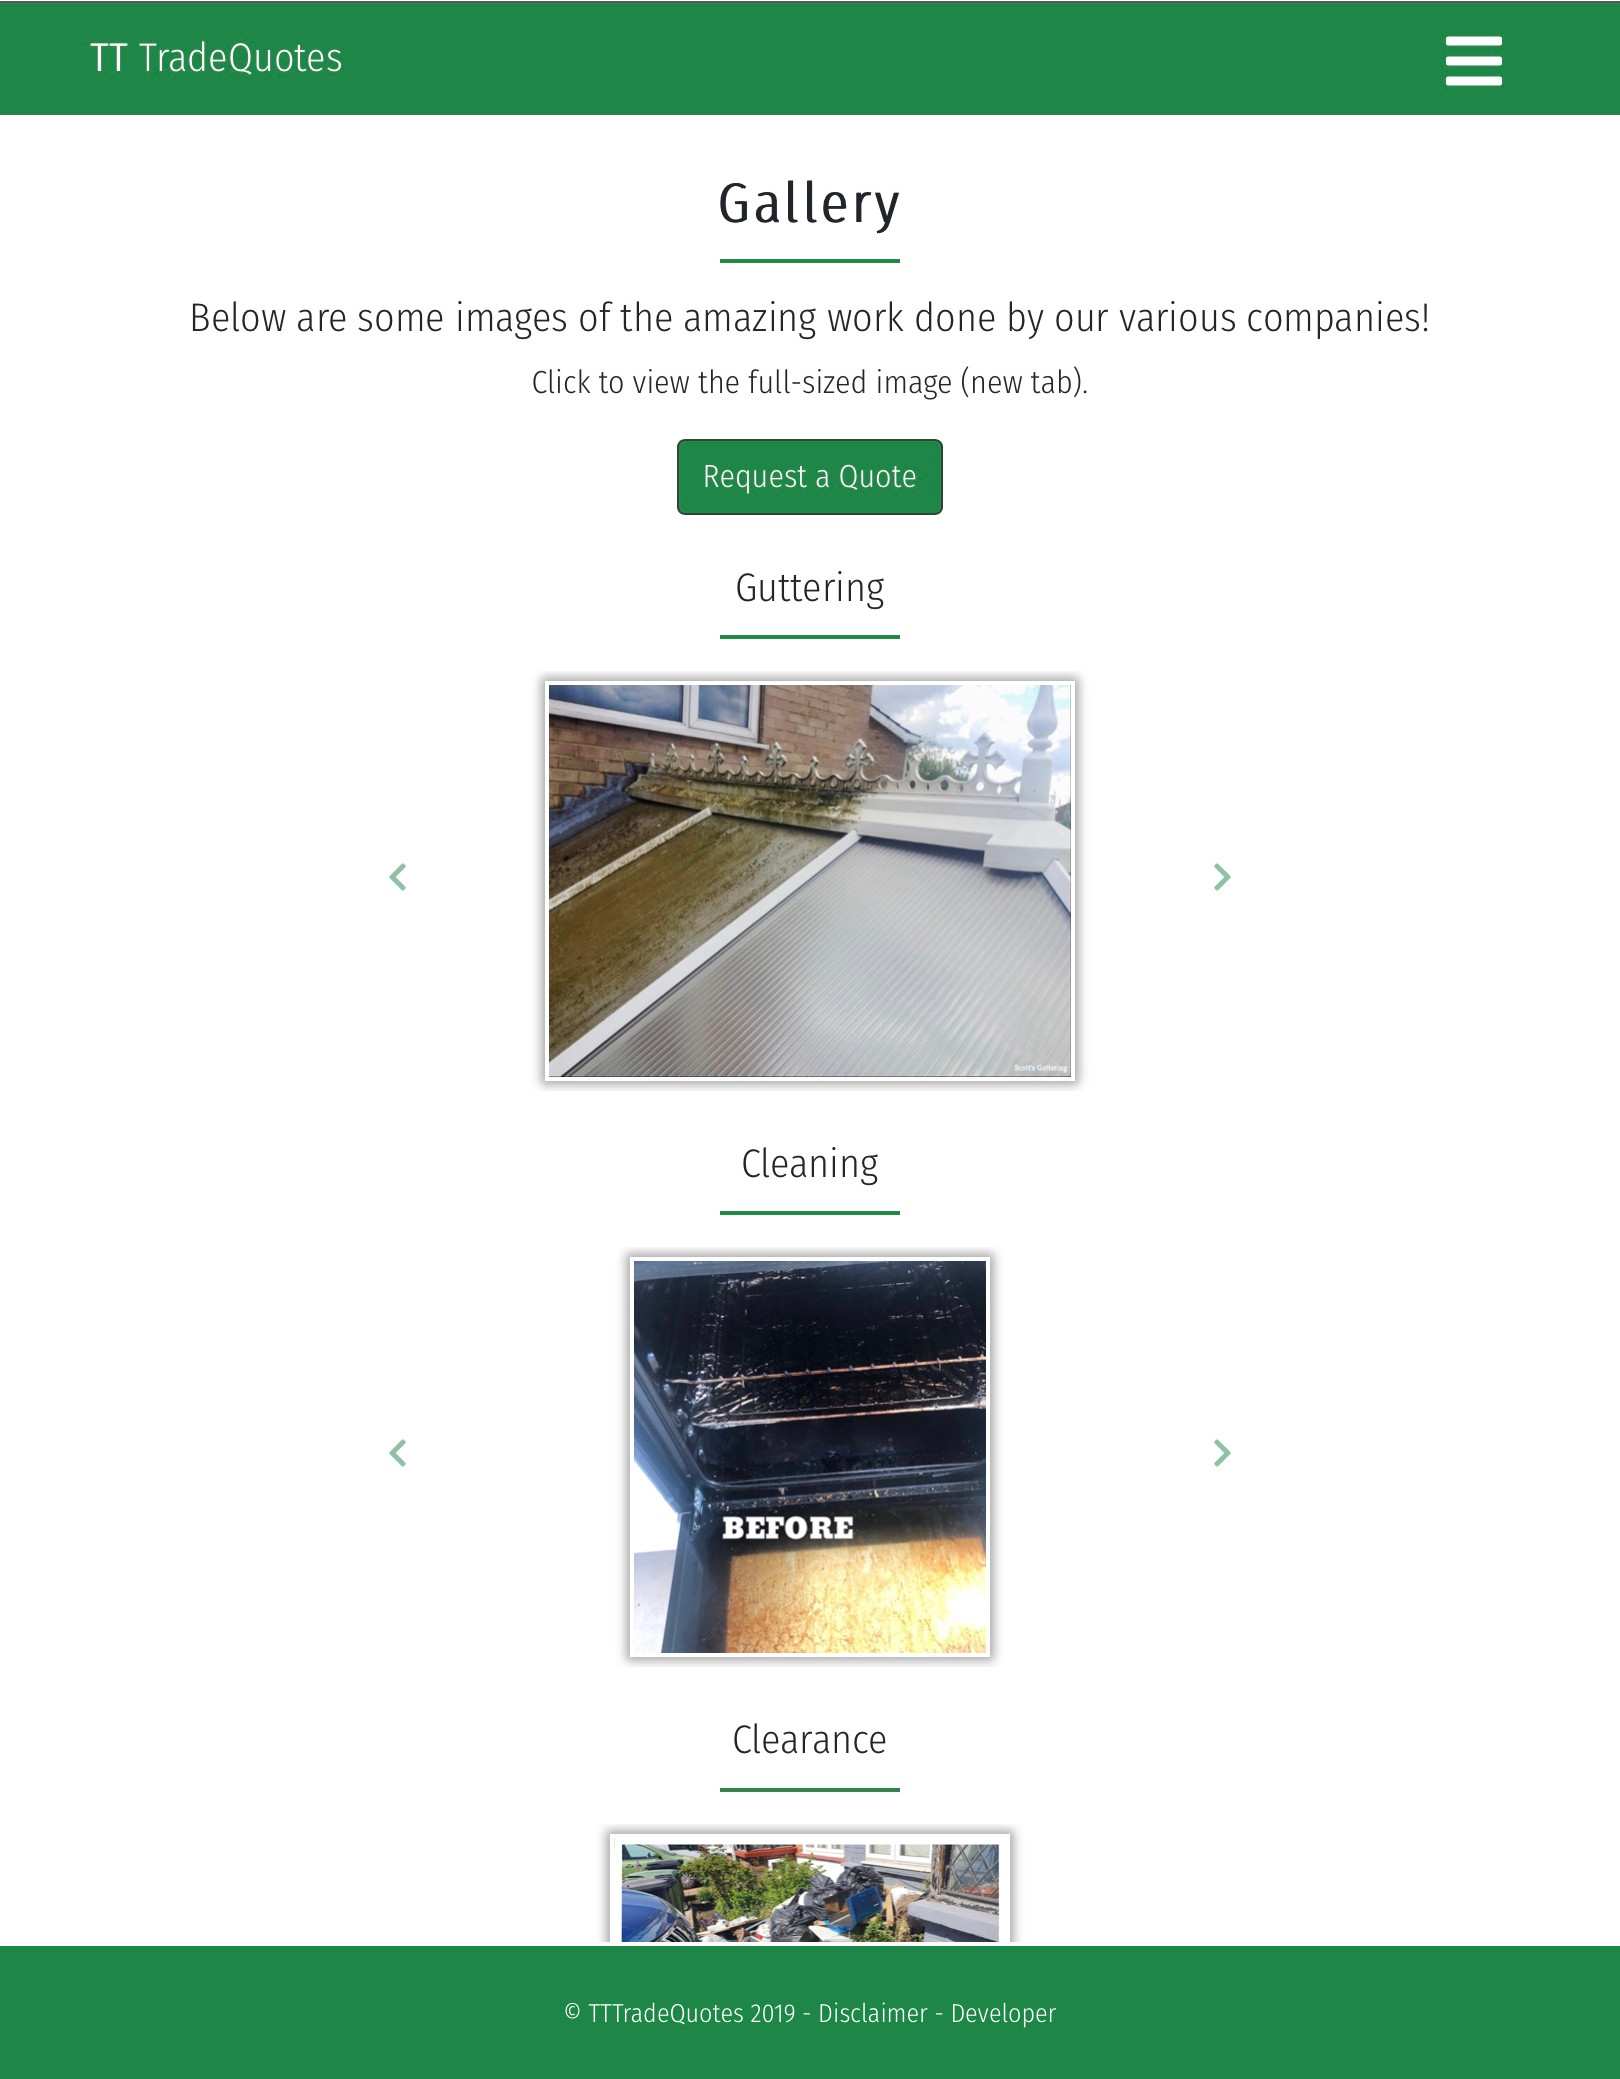 TT TradeQuotes
Gallery
Below are some images of the amazing work done by our various companies!
Click to view the full-sized image (new tab).
Request a Quote
Guttering
Scott's Guttering
Cleaning
BEFORE
Clearance
© TTTradeQuotes 2019 - Disclaimer - Developer